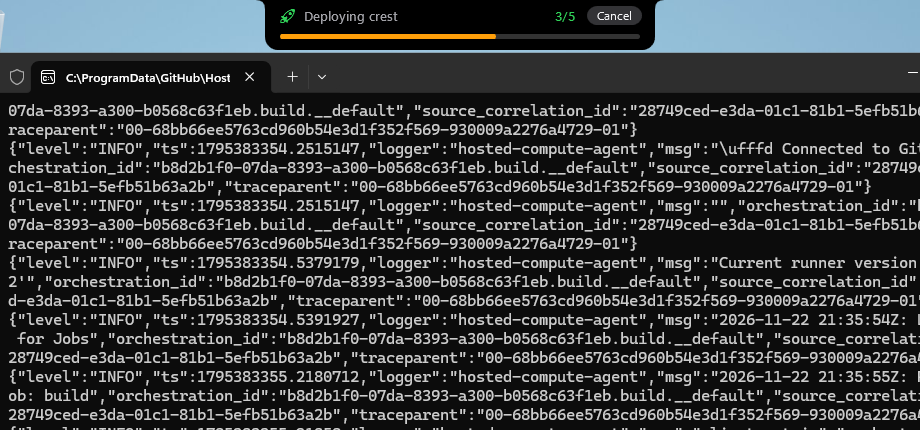 Deploying crest 3/5 Cancel
C:\ProgramData\GitHub\Host
07da-8393-a300-b0568c63f1eb.build.__default","source_correlation_id":"28749ced-e3da-01c1-81b1-5efb51b6
raceparent":"00-68bb66ee5763cd960b54e3d1f352f569-930009a2276a4729-01"}
{"level":"INFO","ts":1795383354.2515147,"logger":"hosted-compute-agent","msg":"\ufffd Connected to Git
chestration_id":"b8d2b1f0-07da-8393-a300-b0568c63f1eb.build.__default","source_correlation_id":"28749c
01c1-81b1-5efb51b63a2b","traceparent":"00-68bb66ee5763cd960b54e3d1f352f569-930009a2276a4729-01"}
{"level":"INFO","ts":1795383354.2515147,"logger":"hosted-compute-agent","msg":"","orchestration_id":"b
07da-8393-a300-b0568c63f1eb.build.__default","source_correlation_id":"28749ced-e3da-01c1-81b1-5efb51b6
raceparent":"00-68bb66ee5763cd960b54e3d1f352f569-930009a2276a4729-01"}
{"level":"INFO","ts":1795383354.5379179,"logger":"hosted-compute-agent","msg":"Current runner version
2'","orchestration_id":"b8d2b1f0-07da-8393-a300-b0568c63f1eb.build.__default","source_correlation_id"
d-e3da-01c1-81b1-5efb51b63a2b","traceparent":"00-68bb66ee5763cd960b54e3d1f352f569-930009a2276a4729-01"
{"level":"INFO","ts":1795383354.5391927,"logger":"hosted-compute-agent","msg":"2026-11-22 21:35:54Z:
for Jobs","orchestration_id":"b8d2b1f0-07da-8393-a300-b0568c63f1eb.build.__default","source_correlati
28749ced-e3da-01c1-81b1-5efb51b63a2b","traceparent":"00-68bb66ee5763cd960b54e3d1f352f569-930009a2276a4
{"level":"INFO","ts":1795383355.2180712,"logger":"hosted-compute-agent","msg":"2026-11-22 21:35:55Z:
ob: build","orchestration_id":"b8d2b1f0-07da-8393-a300-b0568c63f1eb.build.__default","source_correlat
28749ced-e3da-01c1-81b1-5efb51b63a2b","traceparent":"00-68bb66ee5763cd960b54e3d1f352f569-930009a2276a4